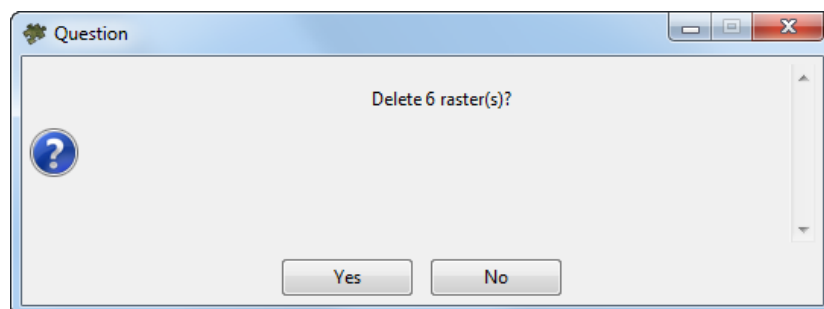 Question
Delete 6 raster(s)?
Yes
No